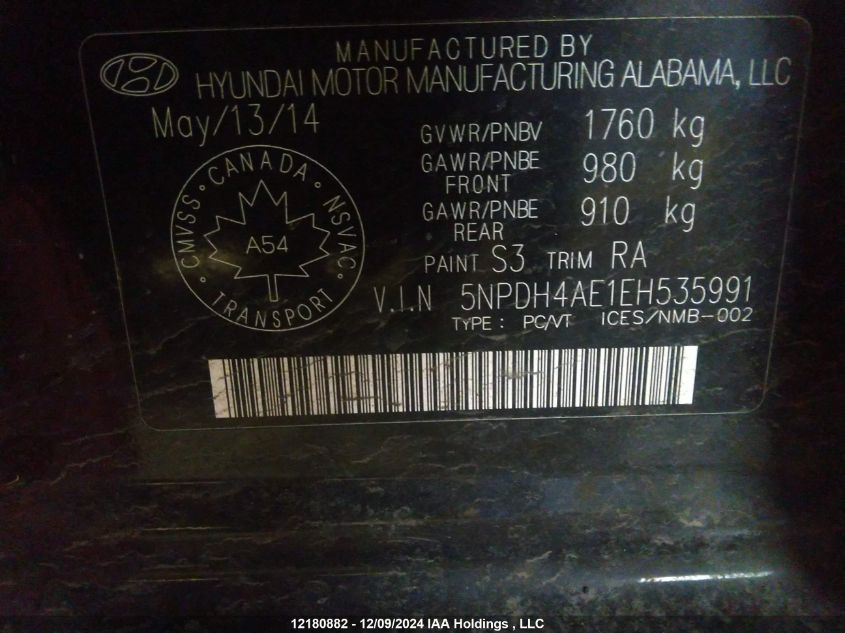 MANUFACTURED BY
HYUNDAI MOTOR MANUFACTURING ALABAMA, LLC
May/13/14
GVWR/PNBV 1760 kg
GAWR/PNBE FRONT 980 kg
GAWR/PNBE REAR 910 kg
CANADA
CMVSS • NSVAC
A54
TRANSPORT
PAINT S3 TRIM RA
V.I.N 5NPDH4AE1EH535991
TYPE : PC/VT ICES/NMB-002
12180882 - 12/09/2024 IAA Holdings , LLC